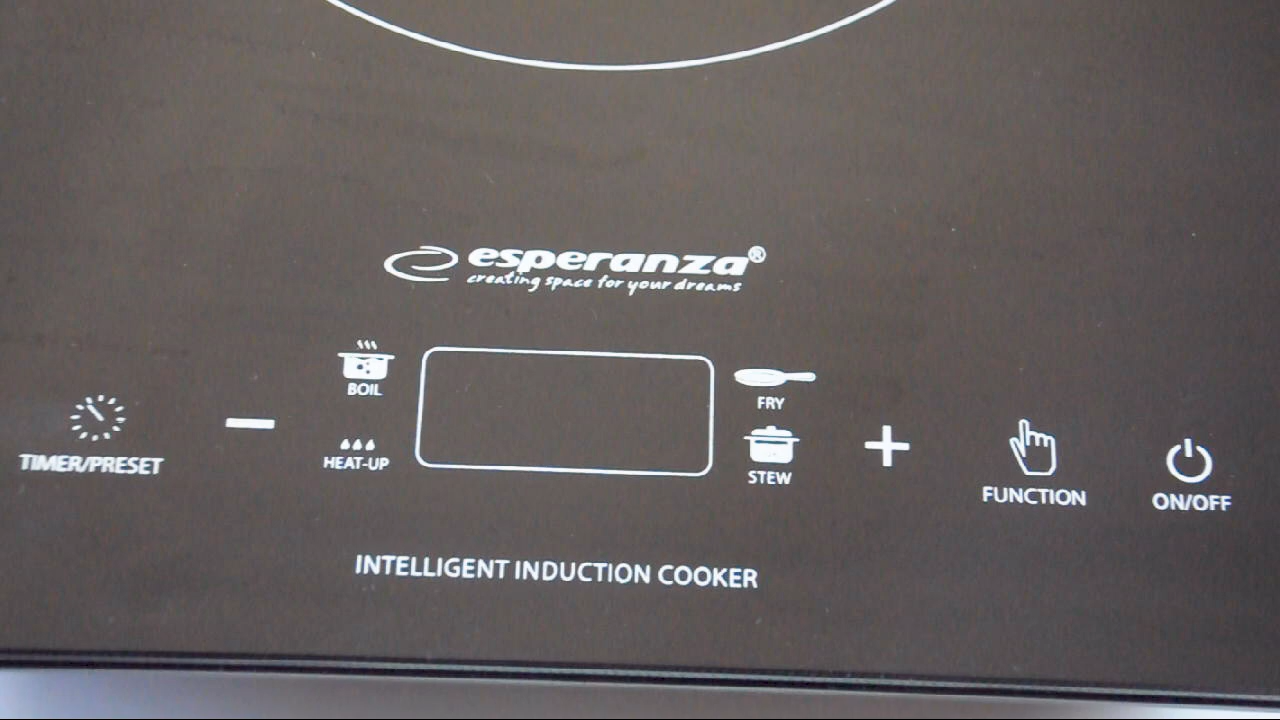 esperanza®
creating space for your dreams
BOIL
FRY
TIMER/PRESET
HEAT-UP
STEW
FUNCTION
ON/OFF
INTELLIGENT INDUCTION COOKER